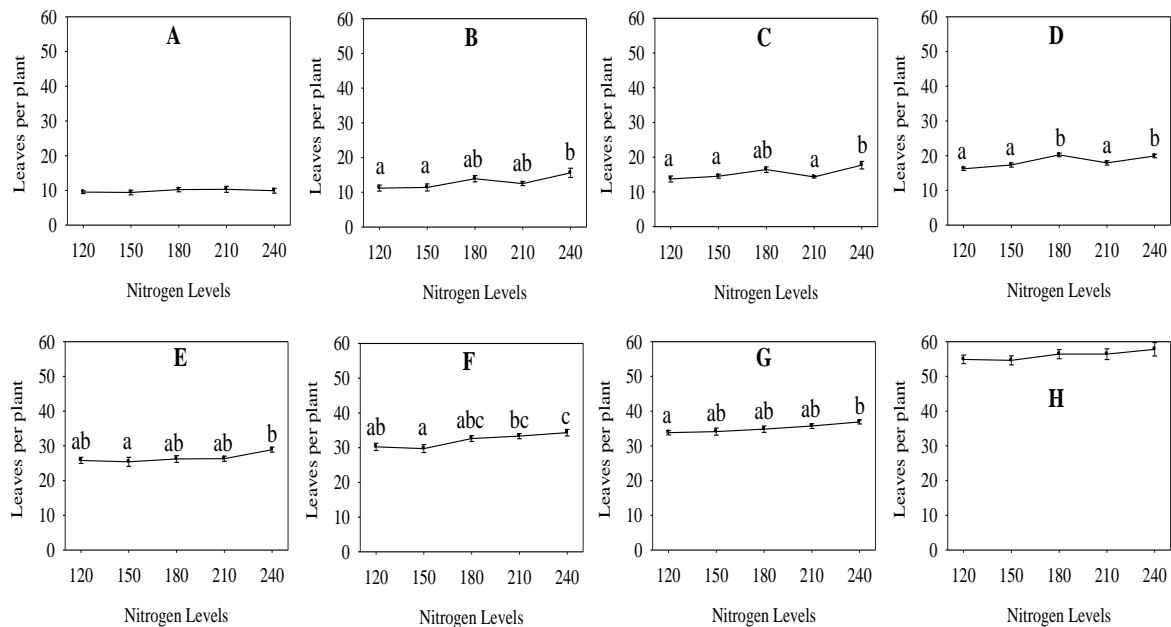 A
Leaves per plant
60
50
40
30
20
10
0
120 150 180 210 240
Nitrogen Levels
B
Leaves per plant
60
50
40
30
20
10
0
a a ab ab b
120 150 180 210 240
Nitrogen Levels
C
Leaves per plant
60
50
40
30
20
10
0
a a ab a b
120 150 180 210 240
Nitrogen Levels
D
Leaves per plant
60
50
40
30
20
10
0
a a b a b
120 150 180 210 240
Nitrogen Levels
E
Leaves per plant
60
50
40
30
20
10
0
ab a ab ab b
120 150 180 210 240
Nitrogen Levels
F
Leaves per plant
60
50
40
30
20
10
0
ab a abc bc c
120 150 180 210 240
Nitrogen Levels
G
Leaves per plant
60
50
40
30
20
10
0
a ab ab ab b
120 150 180 210 240
Nitrogen Levels
H
Leaves per plant
60
50
40
30
20
10
0
120 150 180 210 240
Nitrogen Levels